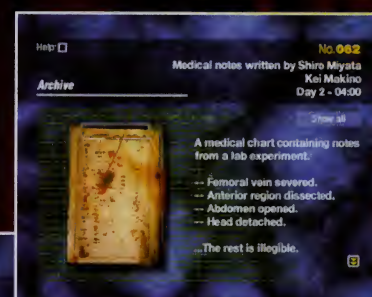 Help:
No.062
Medical notes written by Shiro Miyata
Kei Makino
Day 2 - 04:00
Archive
Show all
A medical chart containing notes
from a lab experiment.
-- Femoral vein severed.
-- Anterior region dissected.
-- Abdomen opened.
-- Head detached.
...The rest is illegible.